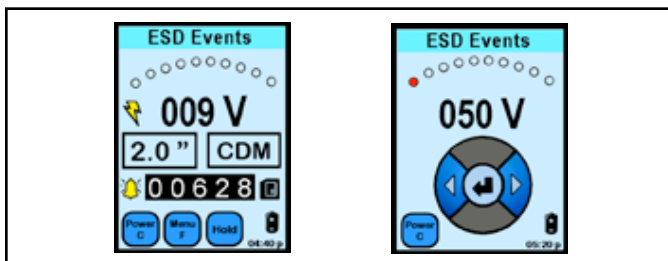 ESD Events
009 V
2.0 " CDM
00628
Power Menu Hold
C F
04:40 p
ESD Events
050 V
Power
C
05:20 p